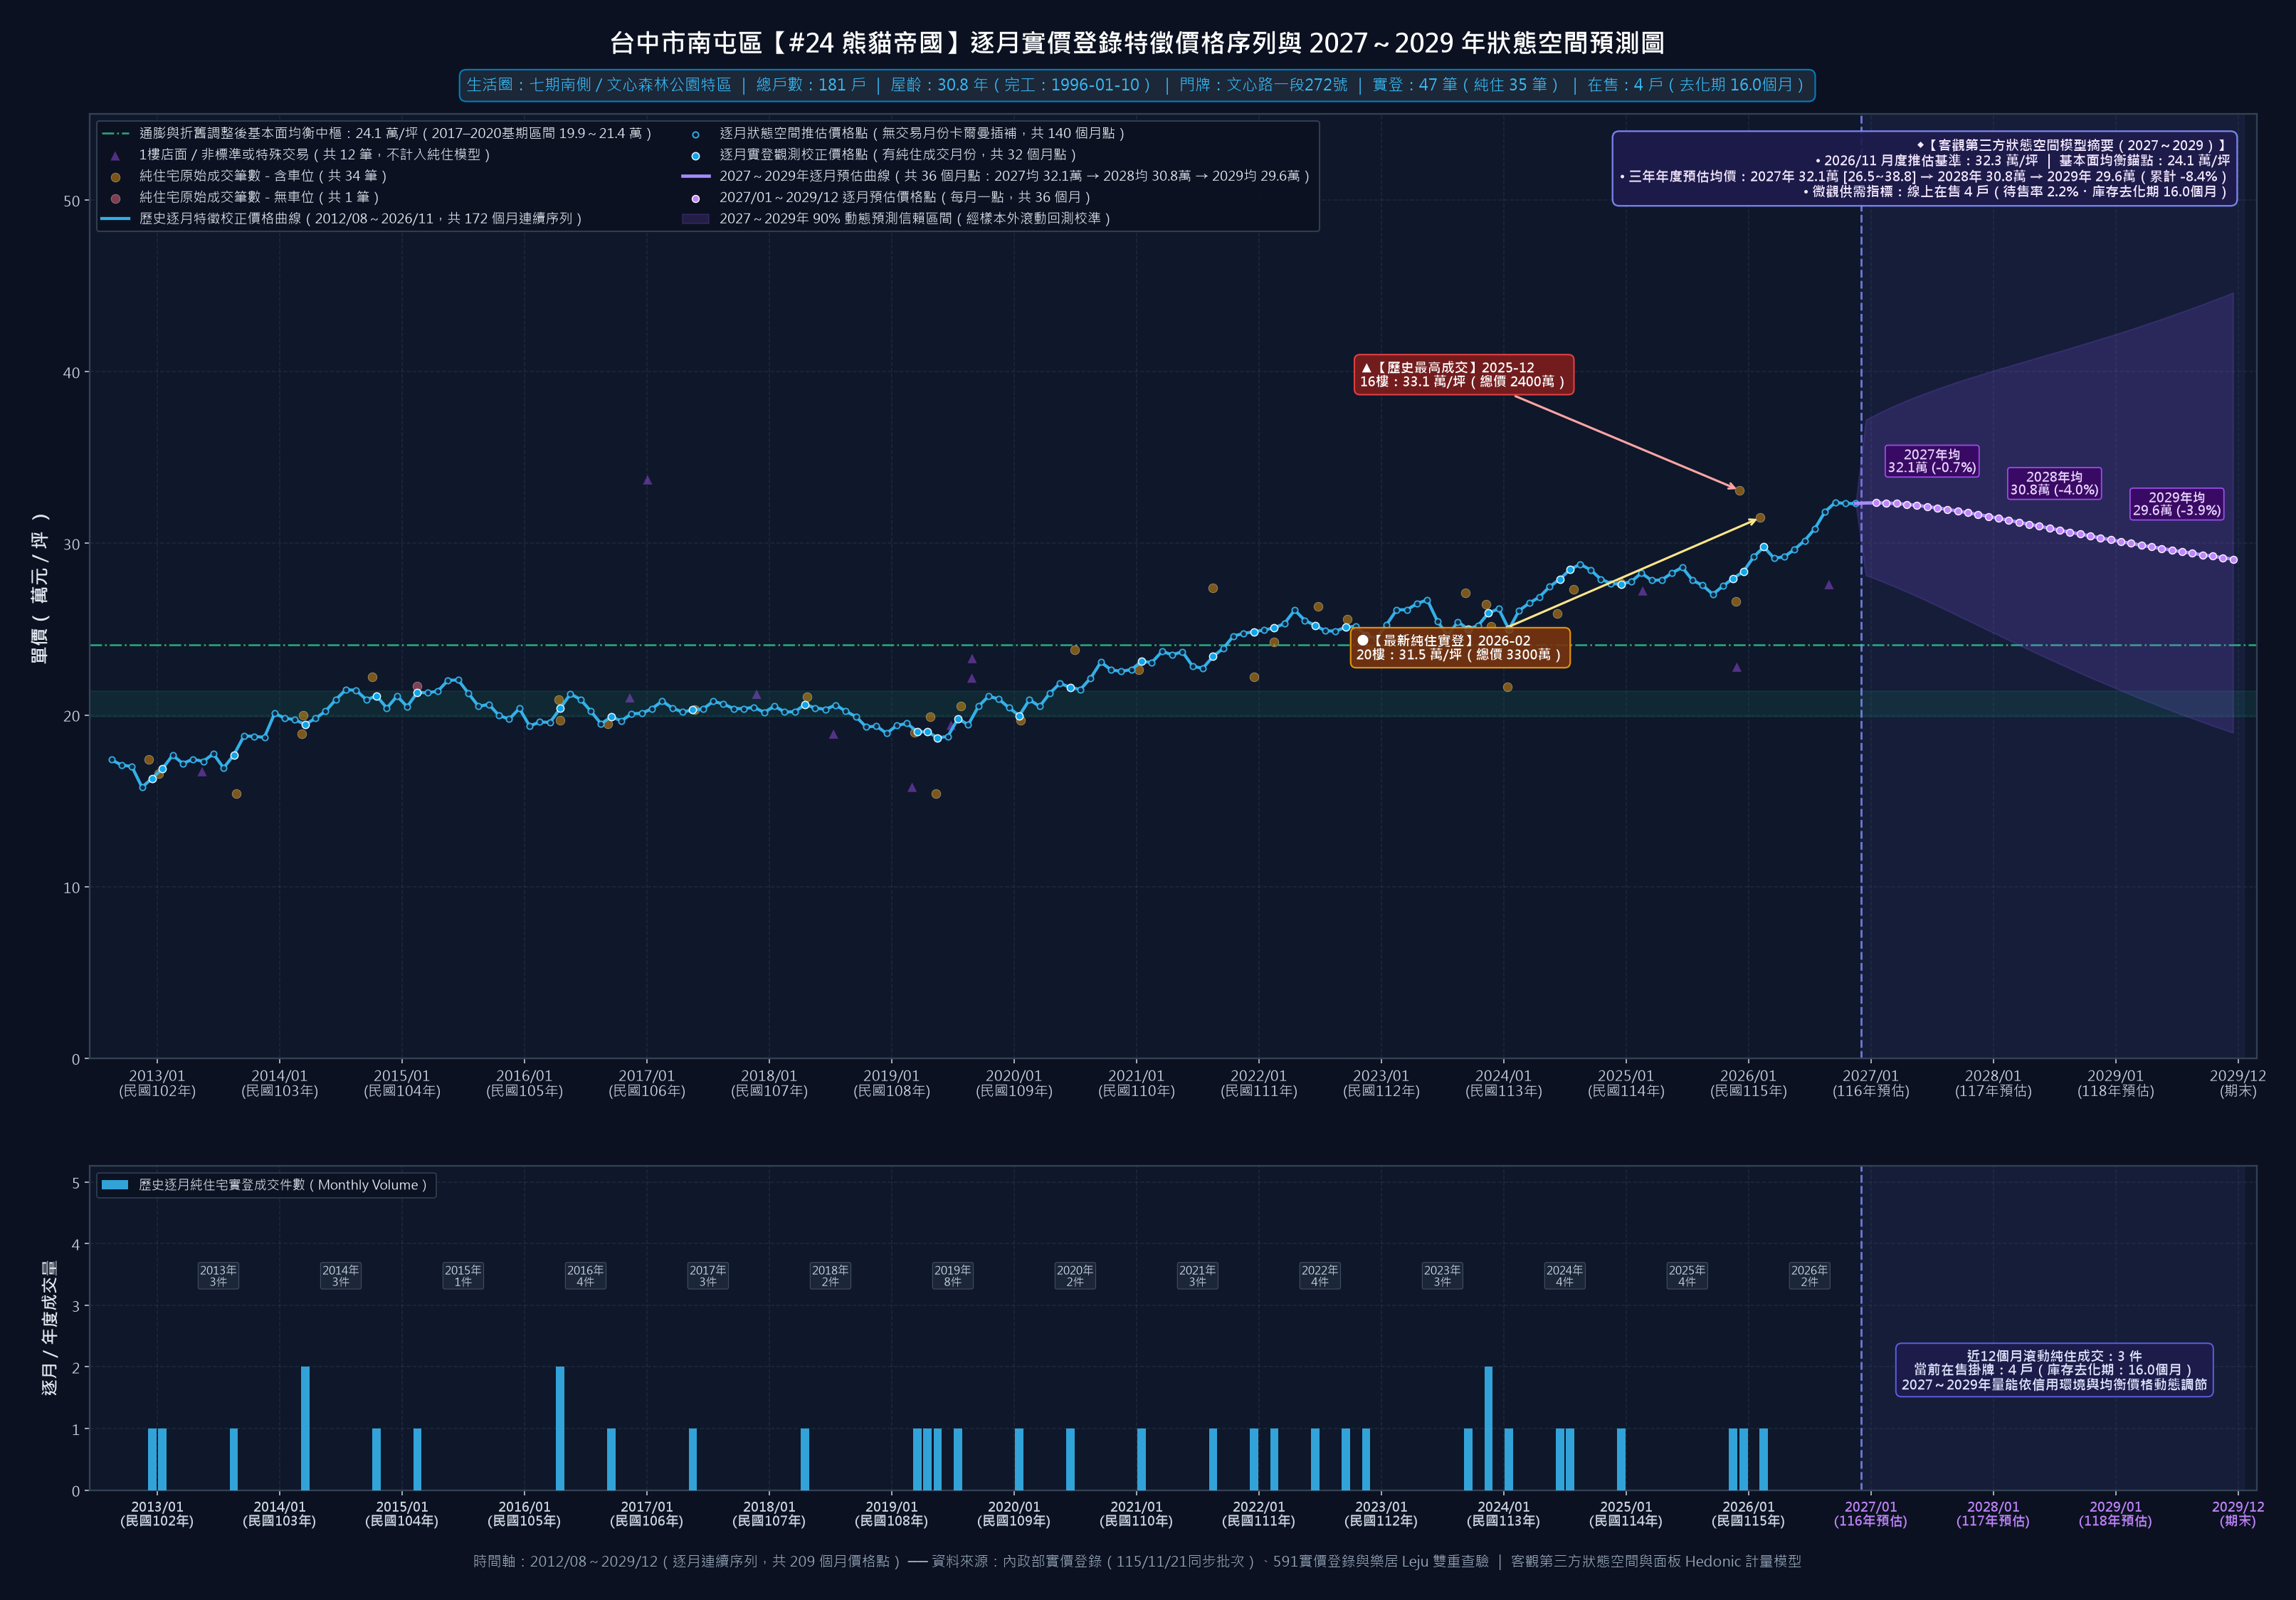 台中市南屯區【#24 熊貓帝國】逐月實價登錄特徵價格序列與 2027～2029 年狀態空間預測圖
生活圈：七期南側 / 文心森林公園特區 ｜ 總戶數：181 戶 ｜ 屋齡：30.8 年（完工：1996-01-10） ｜ 門牌：文心路一段272號 ｜ 實登：47 筆（純住 35 筆） ｜ 在售：4 戶（去化期 16.0個月）
通膨與折舊調整後基本面均衡中樞：24.1 萬/坪（2017–2020基期區間 19.9～21.4 萬）
1樓店面 / 非標準或特殊交易（共 12 筆，不計入純住模型）
純住宅原始成交筆數 - 含車位（共 34 筆）
純住宅原始成交筆數 - 無車位（共 1 筆）
歷史逐月特徵校正價格曲線（2012/08～2026/11，共 172 個月連續序列）
逐月狀態空間推估價格點（無交易月份卡爾曼插補，共 140 個月點）
逐月實登觀測校正價格點（有純住成交月份，共 32 個月點）
2027～2029年逐月預估曲線（共 36 個月點：2027均 32.1萬 → 2028均 30.8萬 → 2029均 29.6萬）
2027/01～2029/12 逐月預估價格點（每月一點，共 36 個月）
2027～2029年 90% 動態預測信賴區間（經樣本外滾動回測校準）
◆【客觀第三方狀態空間模型摘要（2027～2029）】
• 2026/11 月度推估基準：32.3 萬/坪 ｜ 基本面均衡錨點：24.1 萬/坪
• 三年年度預估均價：2027年 32.1萬 [26.5~38.8] → 2028年 30.8萬 → 2029年 29.6萬（累計 -8.4%）
• 微觀供需指標：線上在售 4 戶（待售率 2.2%．庫存去化期 16.0個月）
▲【歷史最高成交】2025-12
16樓：33.1 萬/坪（總價 2400萬）
2027年均
32.1萬 (-0.7%)
2028年均
30.8萬 (-4.0%)
2029年均
29.6萬 (-3.9%)
●【最新純住實登】2026-02
20樓：31.5 萬/坪（總價 3300萬）
單價（萬元 / 坪）
50
40
30
20
10
0
2013/01
(民國102年)
2014/01
(民國103年)
2015/01
(民國104年)
2016/01
(民國105年)
2017/01
(民國106年)
2018/01
(民國107年)
2019/01
(民國108年)
2020/01
(民國109年)
2021/01
(民國110年)
2022/01
(民國111年)
2023/01
(民國112年)
2024/01
(民國113年)
2025/01
(民國114年)
2026/01
(民國115年)
2027/01
(116年預估)
2028/01
(117年預估)
2029/01
(118年預估)
2029/12
(期末)
歷史逐月純住宅實登成交件數（Monthly Volume）
逐月 / 年度成交量
5
4
3
2
1
0
2013年
3件
2014年
3件
2015年
1件
2016年
4件
2017年
3件
2018年
2件
2019年
8件
2020年
2件
2021年
3件
2022年
4件
2023年
3件
2024年
4件
2025年
4件
2026年
2件
近12個月滾動純住成交：3 件
當前在售掛牌：4 戶（庫存去化期：16.0個月）
2027～2029年量能依信用環境與均衡價格動態調節
2013/01
(民國102年)
2014/01
(民國103年)
2015/01
(民國104年)
2016/01
(民國105年)
2017/01
(民國106年)
2018/01
(民國107年)
2019/01
(民國108年)
2020/01
(民國109年)
2021/01
(民國110年)
2022/01
(民國111年)
2023/01
(民國112年)
2024/01
(民國113年)
2025/01
(民國114年)
2026/01
(民國115年)
2027/01
(116年預估)
2028/01
(117年預估)
2029/01
(118年預估)
2029/12
(期末)
時間軸：2012/08～2029/12（逐月連續序列，共 209 個月價格點）── 資料來源：內政部實價登錄（115/11/21同步批次）、591實價登錄與樂居 Leju 雙重查驗 ｜ 客觀第三方狀態空間與面板 Hedonic 計量模型